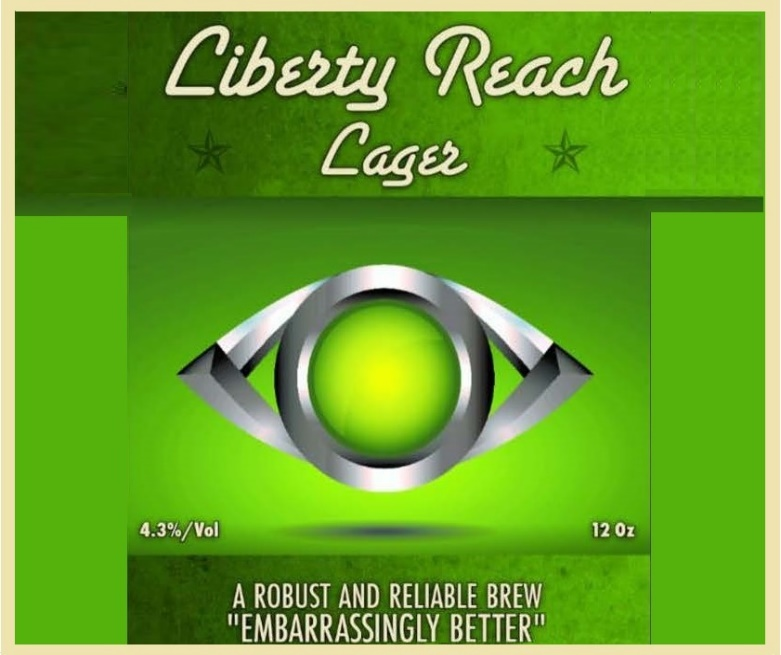 Liberty Reach
Lager
4.3%/Vol
12 Oz
A ROBUST AND RELIABLE BREW
"EMBARRASSINGLY BETTER"